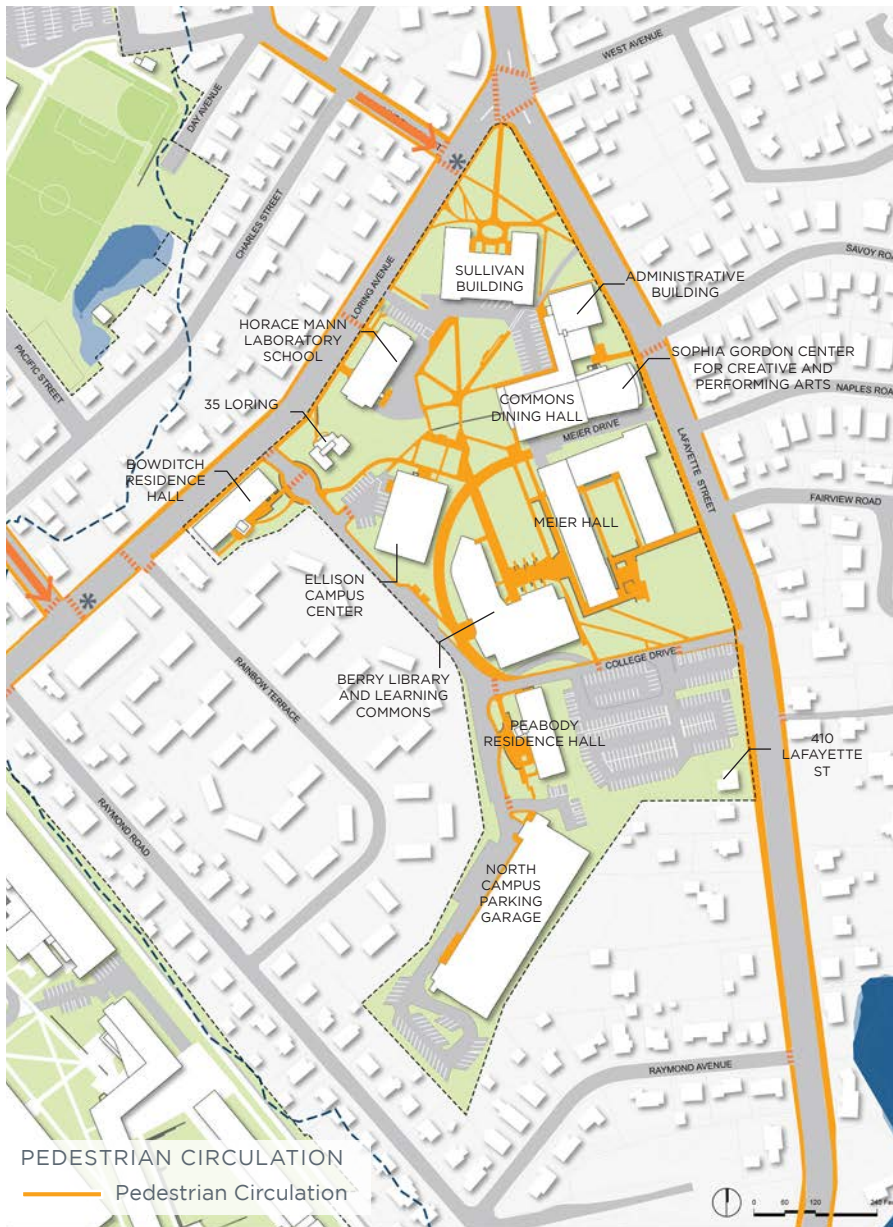 WEST AVENUE
DAY AVENUE
CHARLES STREET
SAVOY ROAD
LORING AVENUE
SULLIVAN
BUILDING
ADMINISTRATIVE
BUILDING
HORACE MANN
LABORATORY
SCHOOL
PACIFIC STREET
SOPHIA GORDON CENTER
FOR CREATIVE AND
PERFORMING ARTS
NAPLES ROAD
35 LORING
COMMONS
DINING HALL
MEIER DRIVE
LAFAYETTE STREET
BOWDITCH
RESIDENCE
HALL
FAIRVIEW ROAD
MEIER HALL
ELLISON
CAMPUS
CENTER
COLLEGE DRIVE
RAINBOW TERRACE
BERRY LIBRARY
AND LEARNING
COMMONS
PEABODY
RESIDENCE HALL
410
LAFAYETTE
ST
RAYMOND ROAD
NORTH
CAMPUS
PARKING
GARAGE
RAYMOND AVENUE
PEDESTRIAN CIRCULATION
Pedestrian Circulation
0 60 120 240 Feet